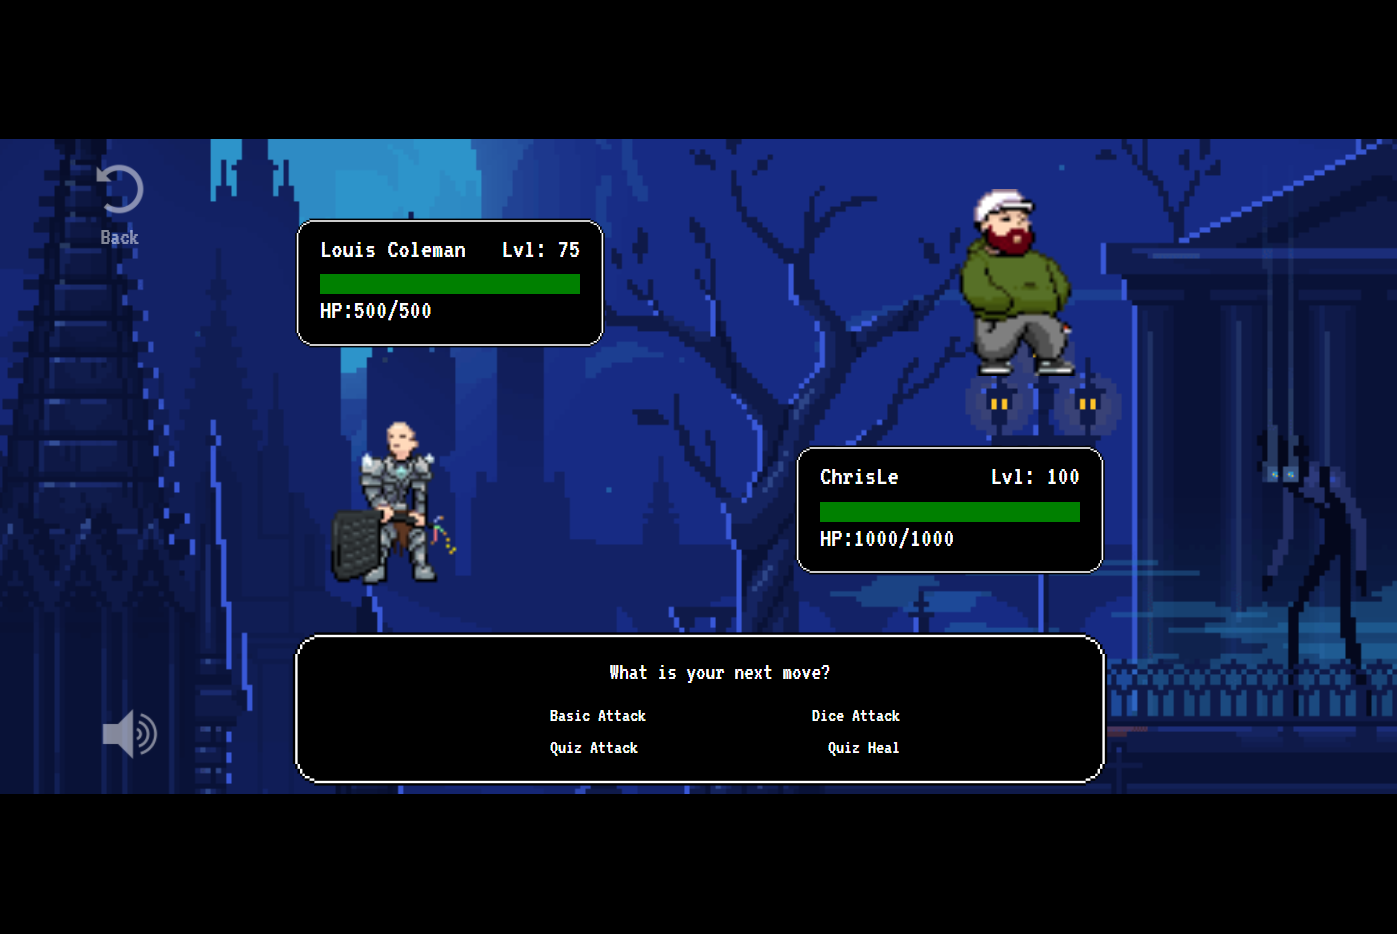 Back
Louis Coleman Lvl: 75
HP:500/500
ChrisLe Lvl: 100
HP:1000/1000
What is your next move?
Basic Attack Dice Attack
Quiz Attack Quiz Heal